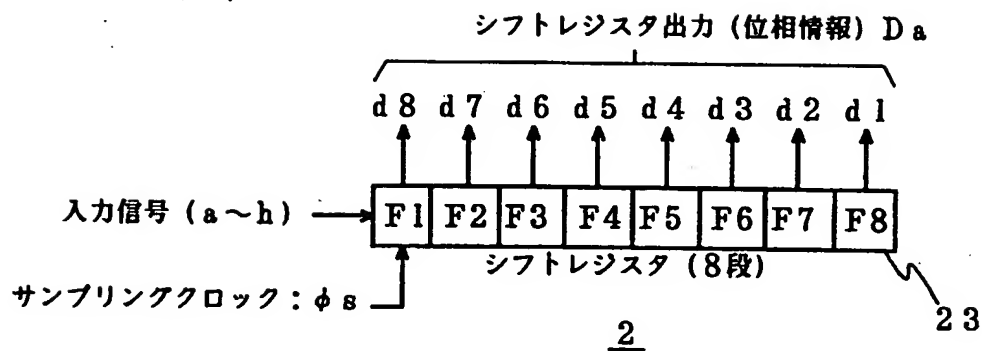 シフトレジスタ出力（位相情報）Da
d8 d7 d6 d5 d4 d3 d2 d1
入力信号（a～h）
F1 F2 F3 F4 F5 F6 F7 F8
シフトレジスタ（8段）
サンプリングクロック：φs
23
2